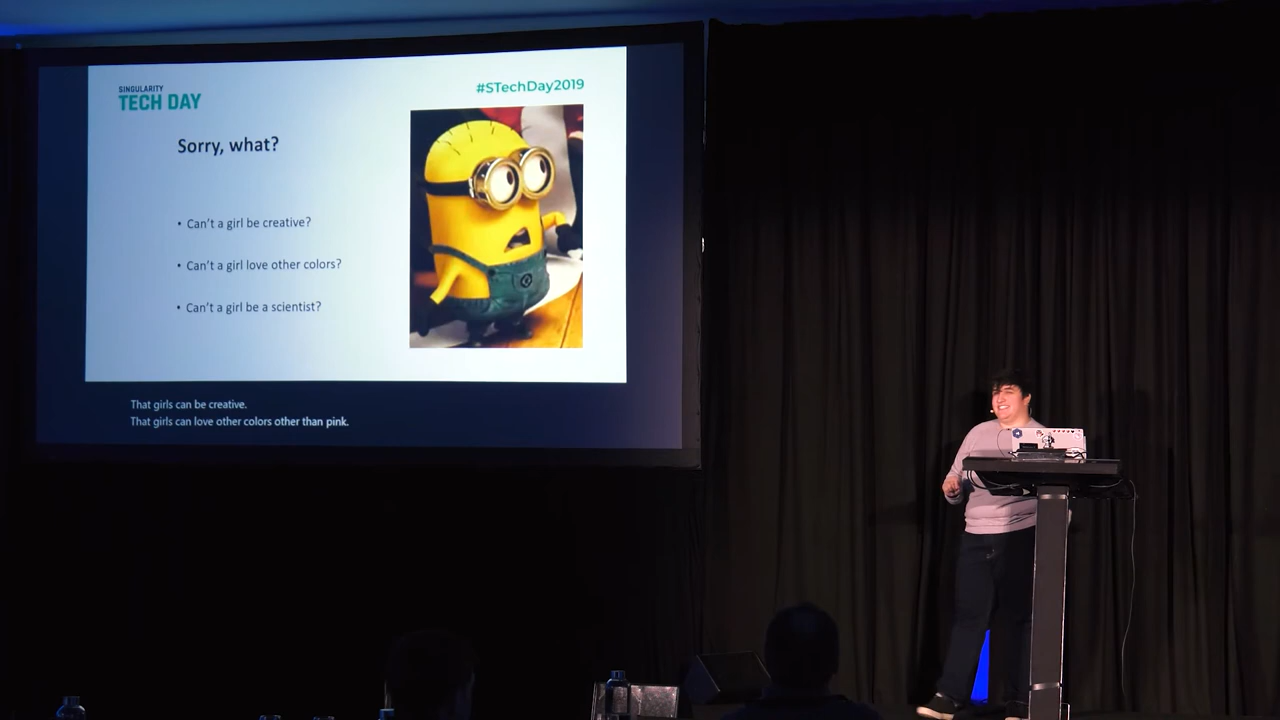 SINGULARITY
TECH DAY
#STechDay2019
Sorry, what?
• Can't a girl be creative?
• Can't a girl love other colors?
• Can't a girl be a scientist?
That girls can be creative.
That girls can love other colors other than pink.